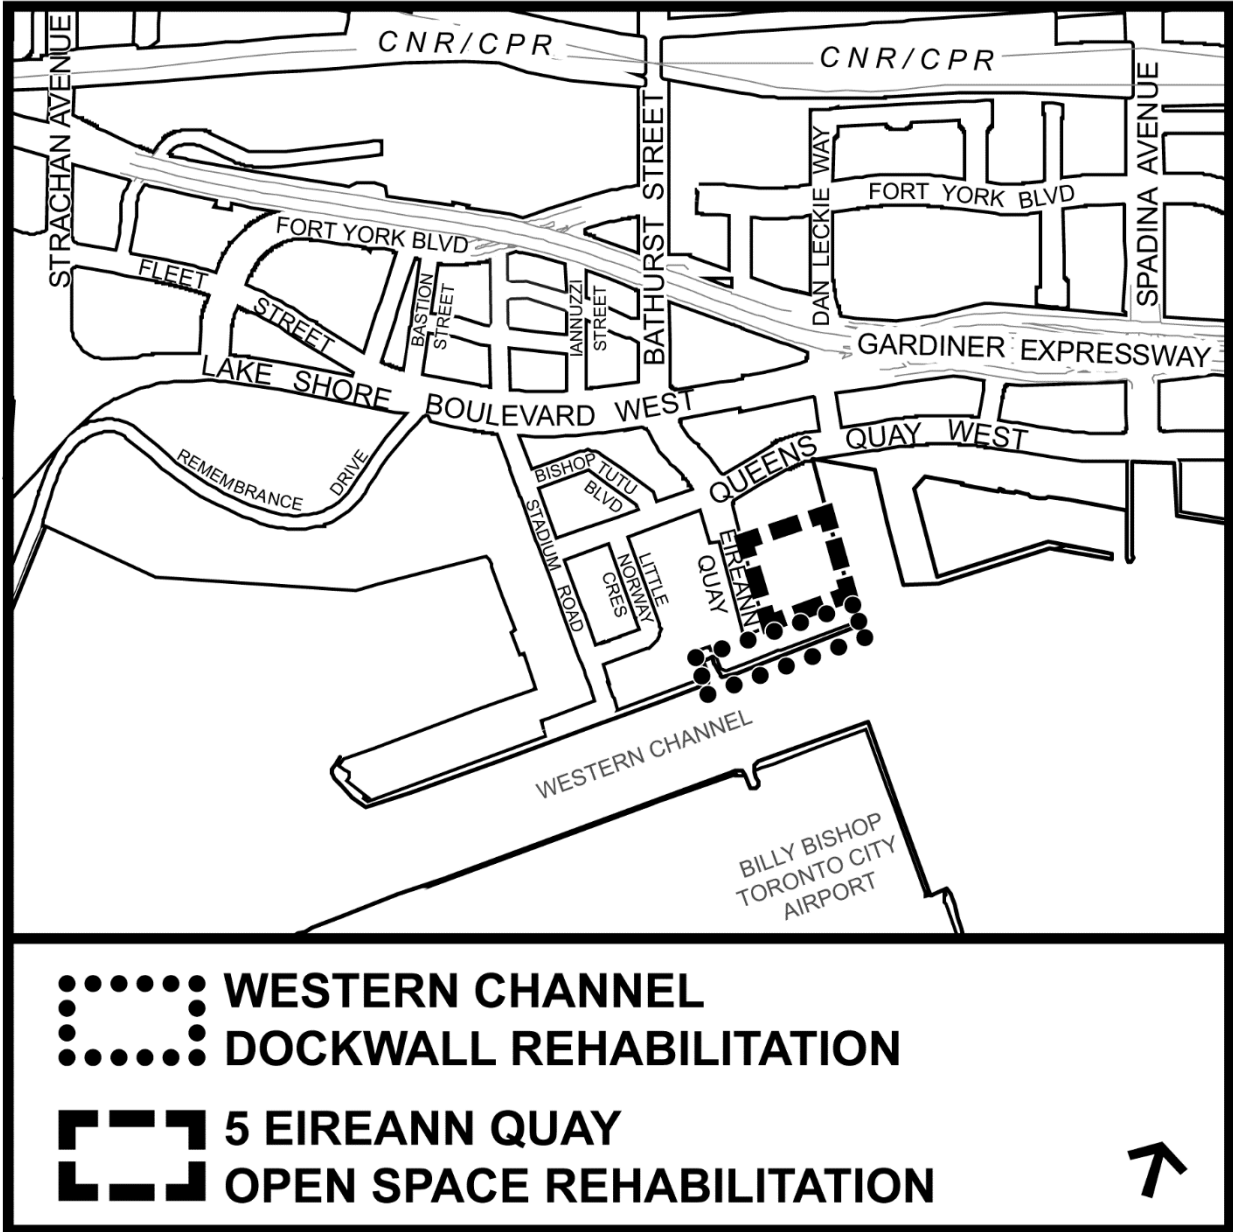 CNR/CPR
CNR/CPR
STRACHAN AVENUE
BATHURST STREET
DAN LECKIE WAY
SPADINA AVENUE
FORT YORK BLVD
FORT YORK BLVD
FLEET
STREET
BASTION
STREET
IANNUZZI
STREET
GARDINER EXPRESSWAY
LAKE SHORE
BOULEVARD WEST
QUEENS QUAY WEST
REMEMBRANCE
DRIVE
BISHOP TUTU
BLVD
STADIUM ROAD
LITTLE
NORWAY
CRES
EIREANN
QUAY
WESTERN CHANNEL
BILLY BISHOP
TORONTO CITY
AIRPORT
WESTERN CHANNEL
DOCKWALL REHABILITATION
5 EIREANN QUAY
OPEN SPACE REHABILITATION